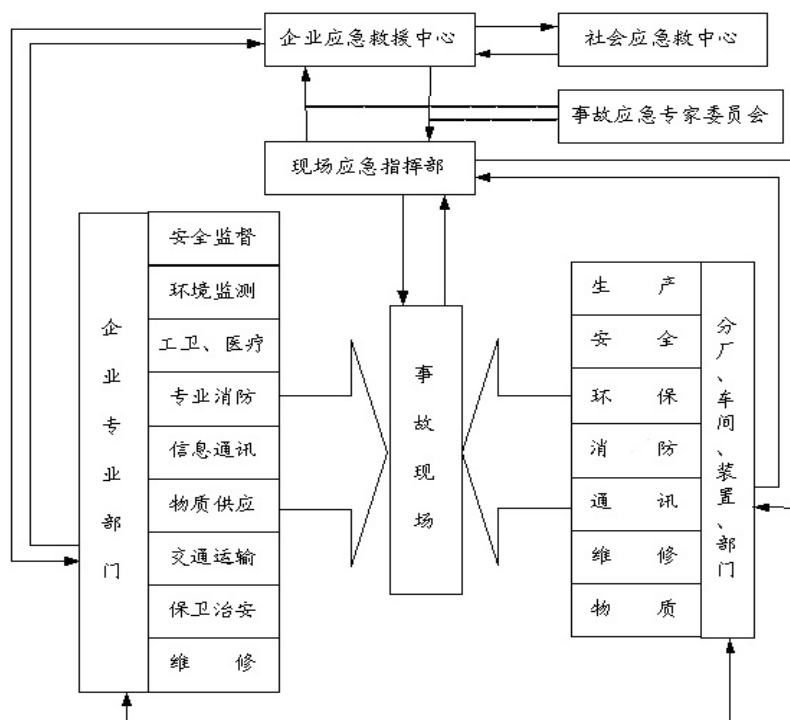 企业应急救援中心
社会应急救中心
事故应急专家委员会
现场应急指挥部
企业专业部门
安全监督
环境监测
工卫、医疗
专业消防
信息通讯
物质供应
交通运输
保卫治安
维 修
事故现场
生 产
安 全
环 保
消 防
通 讯
维 修
物 质
分厂、车间、装置、部门